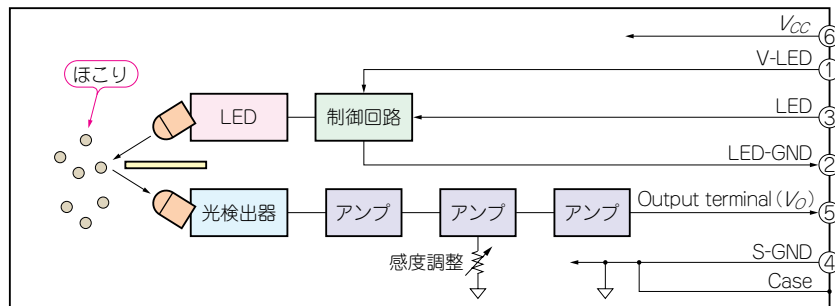 V_CC ⑥
V-LED ①
ほこり
LED
制御回路
LED ③
LED-GND ②
光検出器
アンプ
アンプ
アンプ
Output terminal(V_O) ⑤
感度調整
S-GND ④
Case